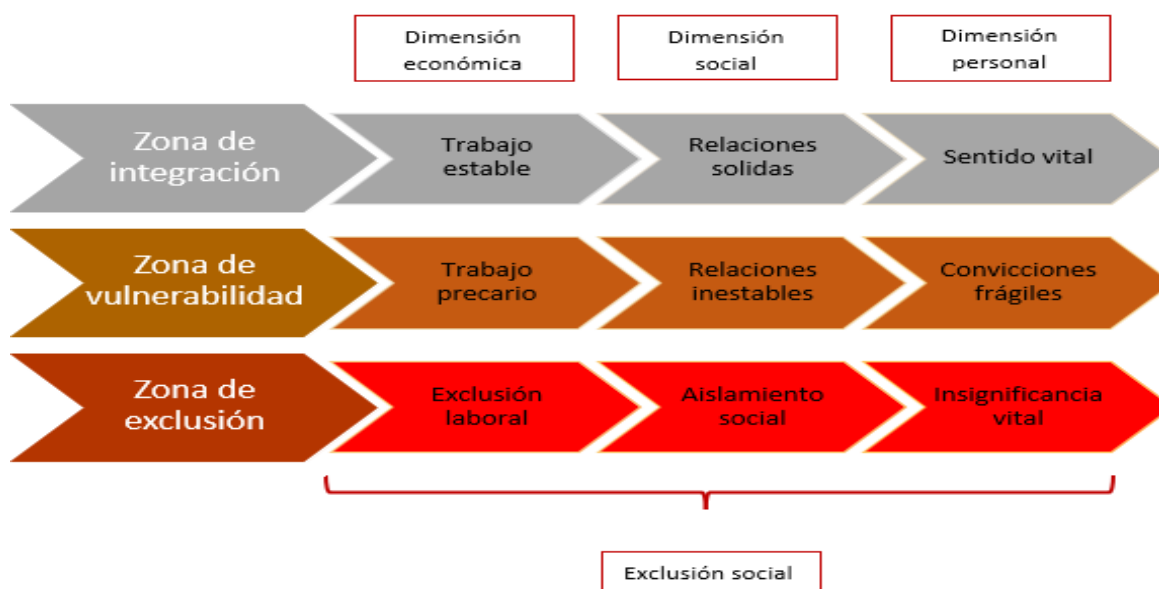 Dimensión
económica
Dimensión
social
Dimensión
personal
Zona de
integración
Trabajo
estable
Relaciones
solidas
Sentido vital
Zona de
vulnerabilidad
Trabajo
precario
Relaciones
inestables
Convicciones
frágiles
Zona de
exclusión
Exclusión
laboral
Aislamiento
social
Insignificancia
vital
Exclusión social